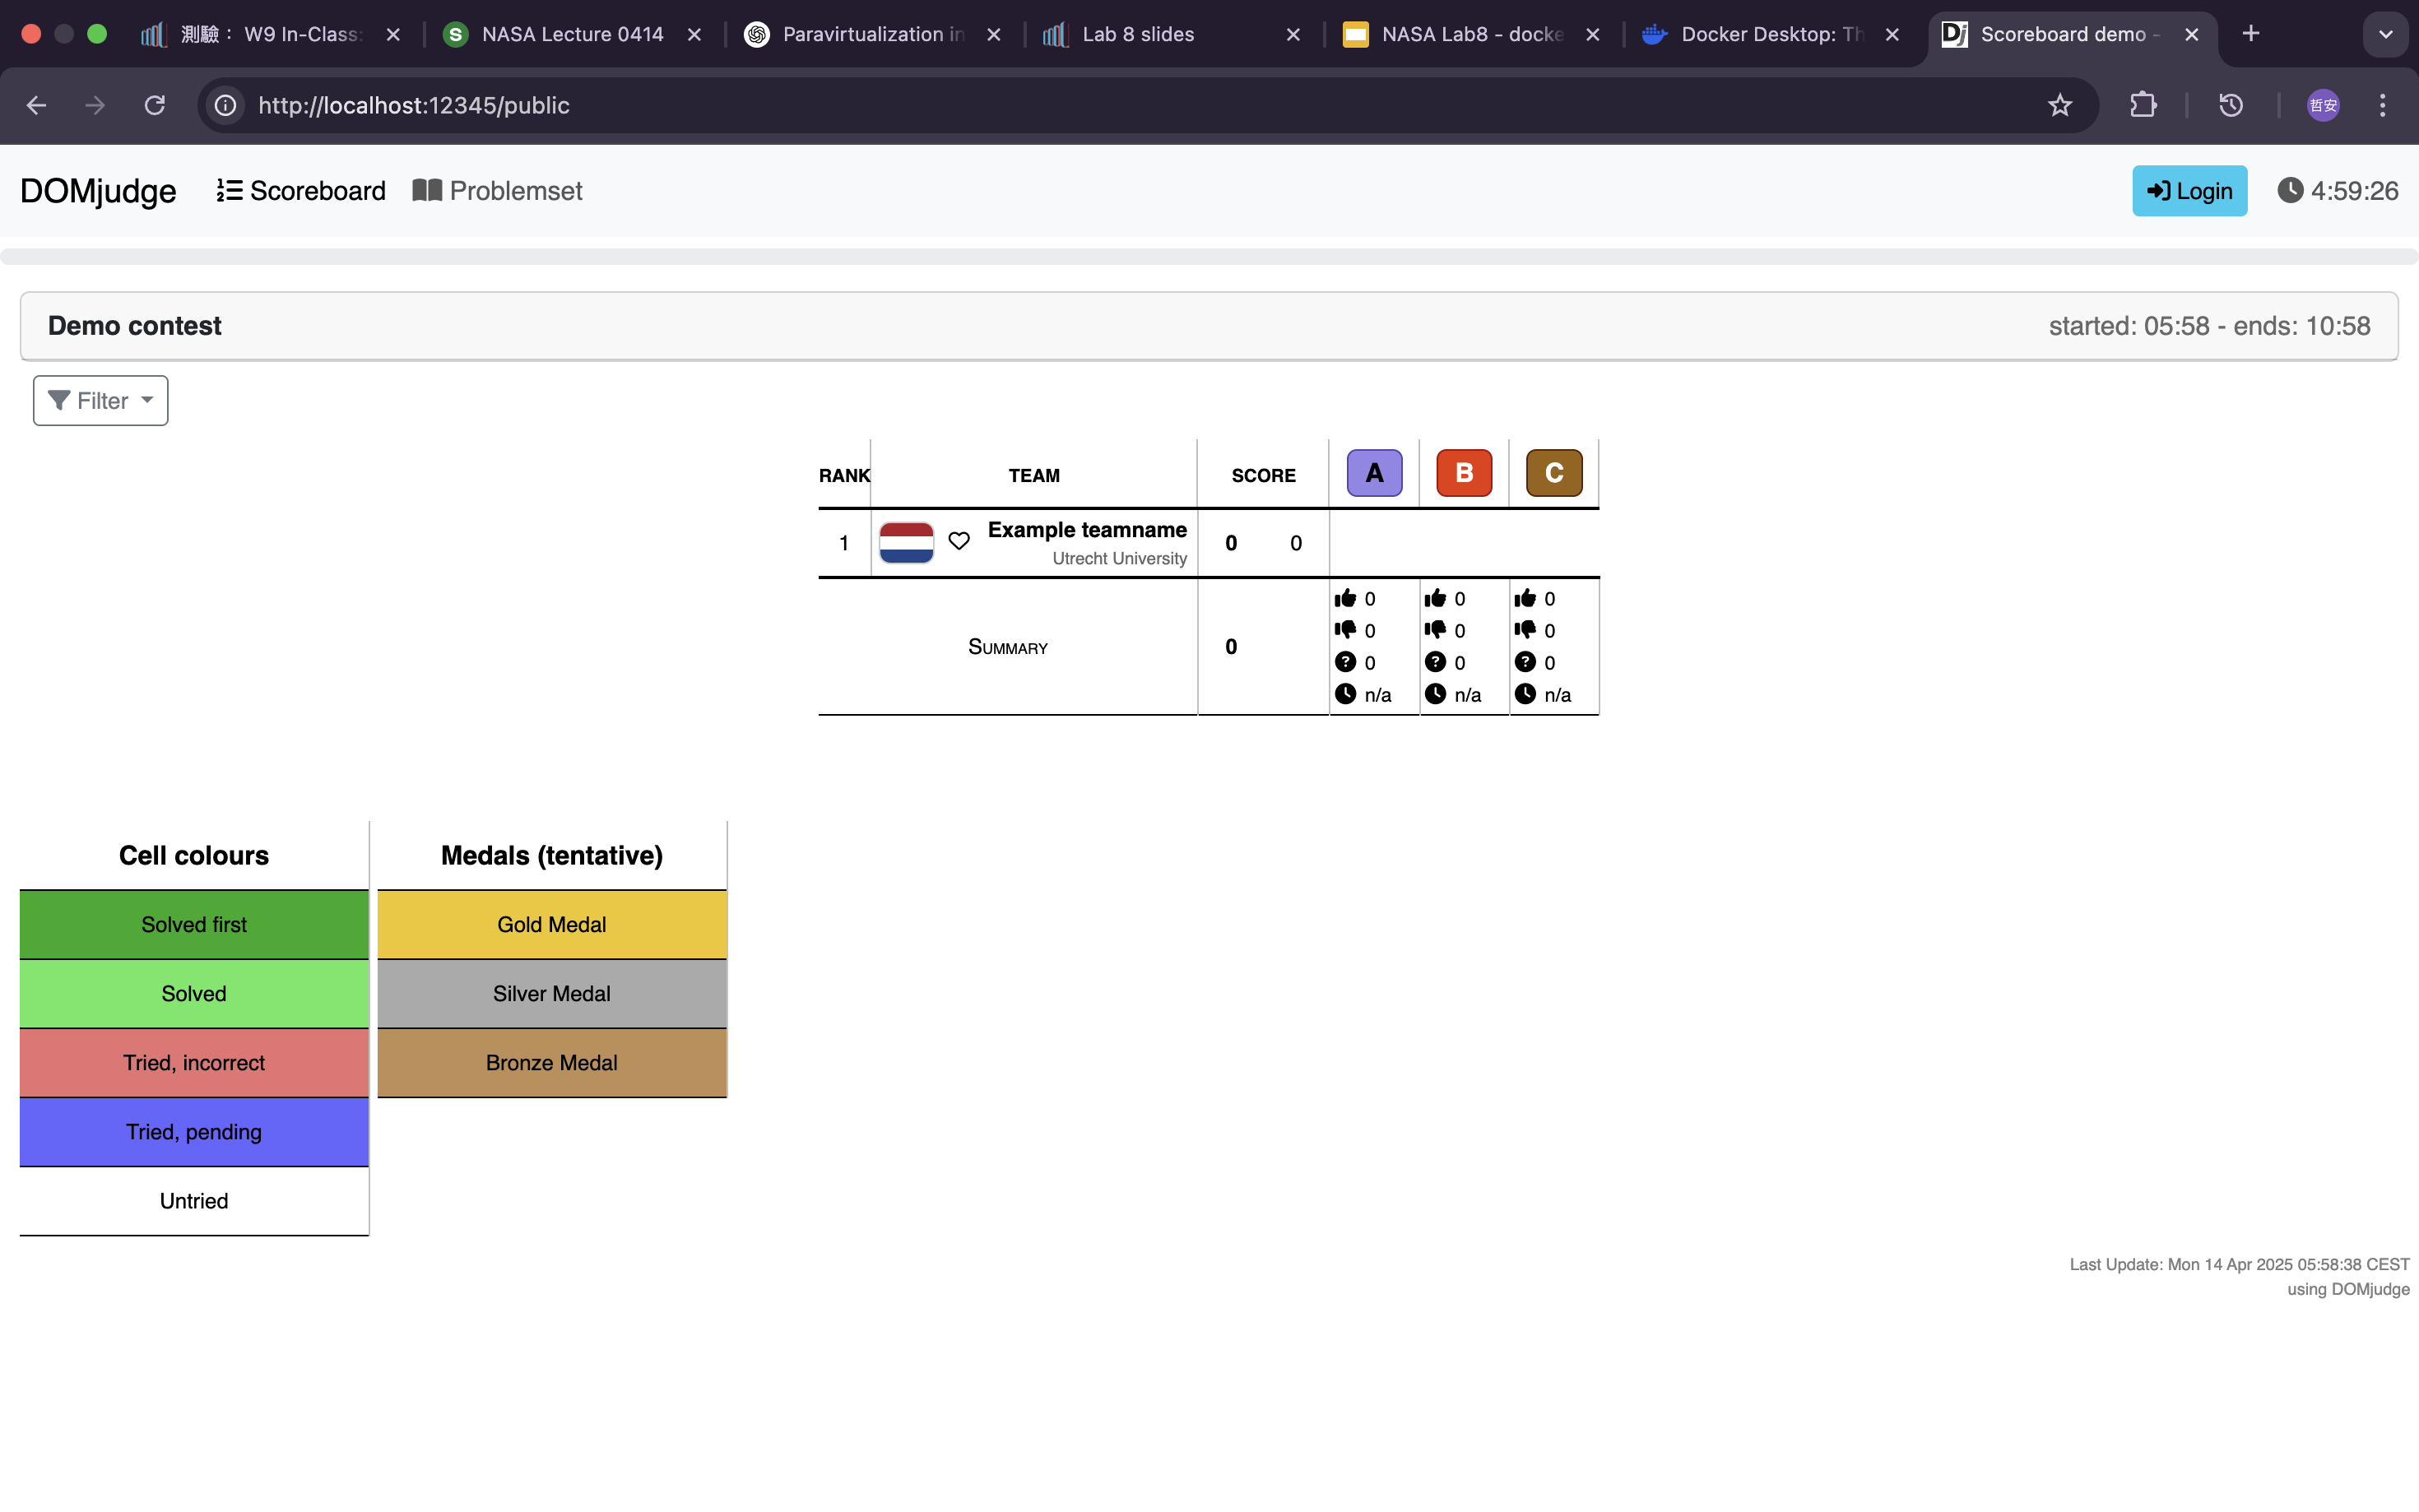 測驗： W9 In-Class:
NASA Lecture 0414
Paravirtualization in
Lab 8 slides
NASA Lab8 - docke
Docker Desktop: Th
Scoreboard demo -
http://localhost:12345/public
哲安
DOMjudge
Scoreboard
Problemset
Login
4:59:26
Demo contest
started: 05:58 - ends: 10:58
Filter
RANK TEAM SCORE A B C
1 Example teamname 0 0
Utrecht University
SUMMARY 0
0 0 0
0 0 0
0 0 0
n/a n/a n/a
Cell colours Medals (tentative)
Solved first Gold Medal
Solved Silver Medal
Tried, incorrect Bronze Medal
Tried, pending
Untried
Last Update: Mon 14 Apr 2025 05:58:38 CEST
using DOMjudge